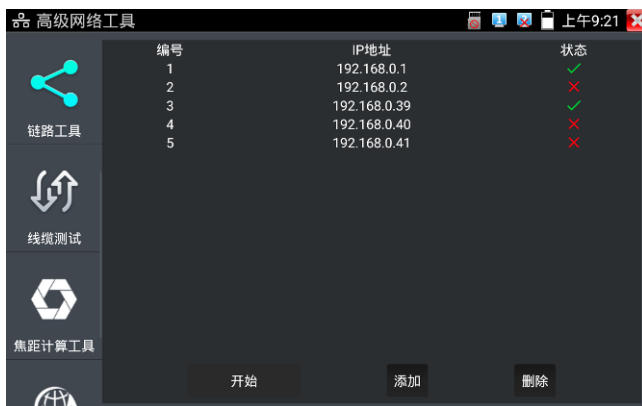 高级网络工具 上午9:21
编号 IP地址 状态
1 192.168.0.1
2 192.168.0.2
3 192.168.0.39
4 192.168.0.40
5 192.168.0.41
链路工具
线缆测试
焦距计算工具
开始 添加 删除